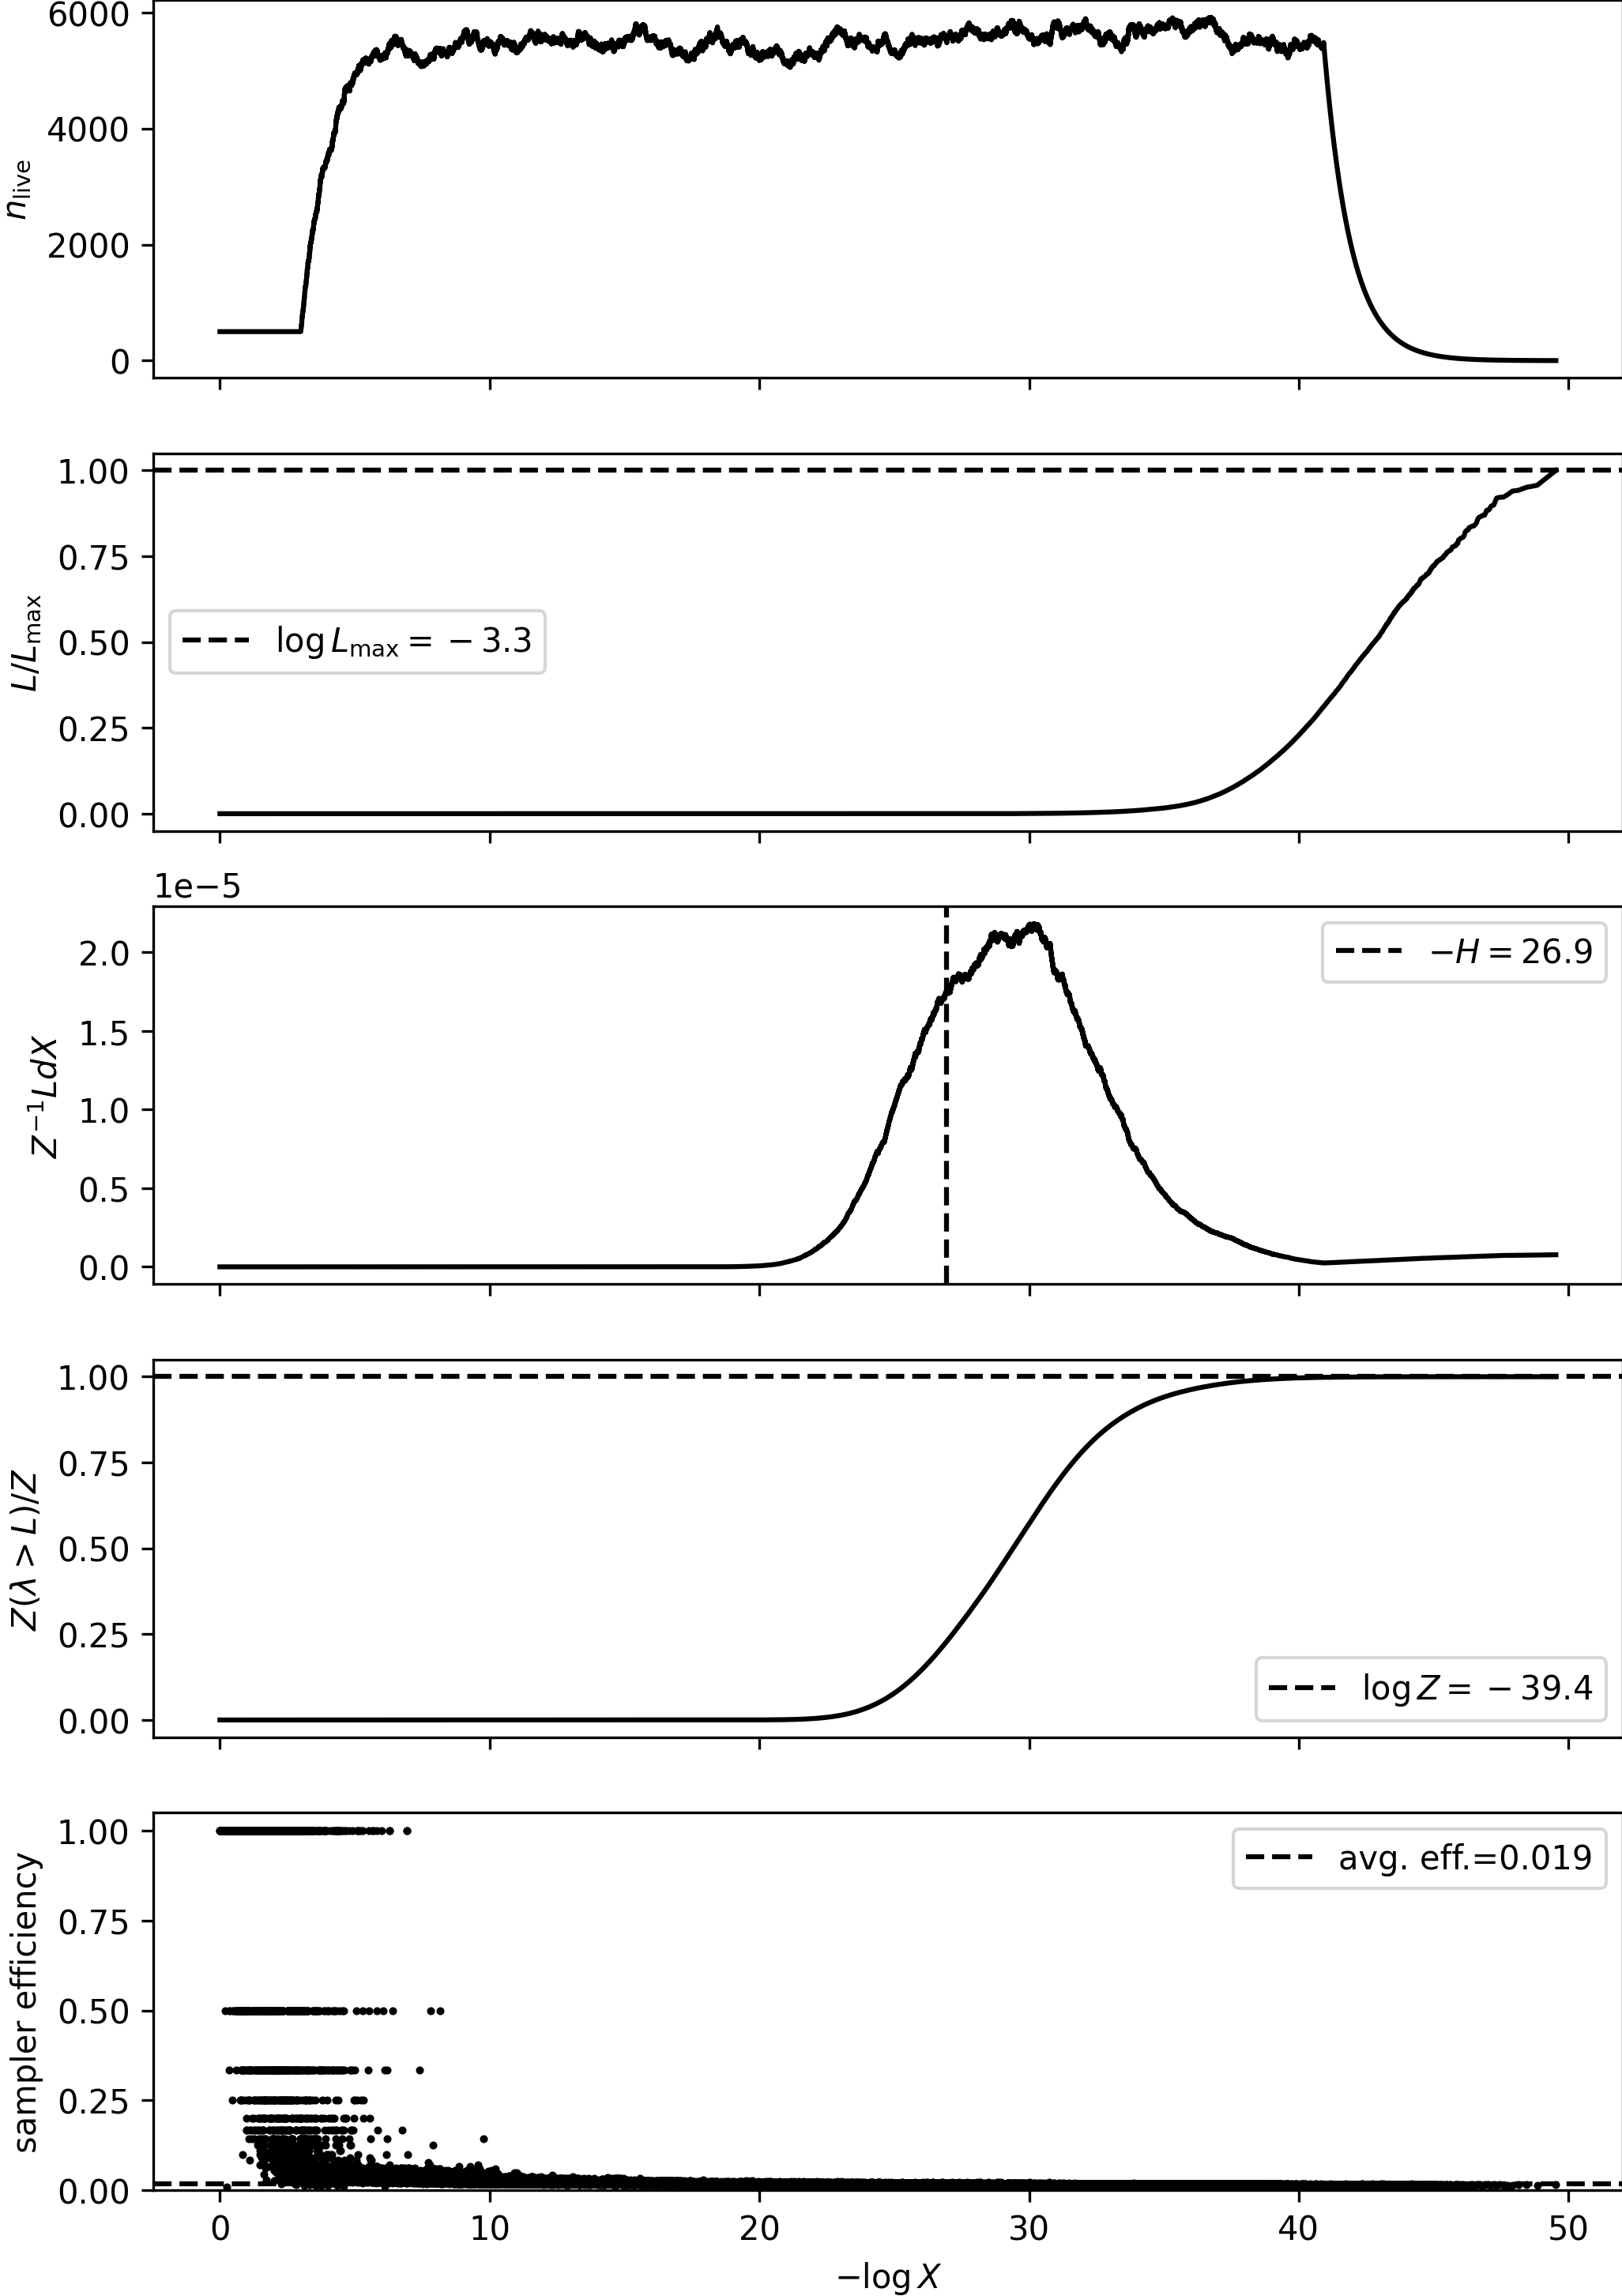 6000
4000
2000
0
n_live
1.00
0.75
0.50
0.25
0.00
L/L_max
log L_max = −3.3
1e−5
2.0
1.5
1.0
0.5
0.0
Z⁻¹LdX
−H = 26.9
1.00
0.75
0.50
0.25
0.00
Z(λ > L)/Z
log Z = −39.4
1.00
0.75
0.50
0.25
0.00
sampler efficiency
avg. eff.=0.019
0 10 20 30 40 50
−log X